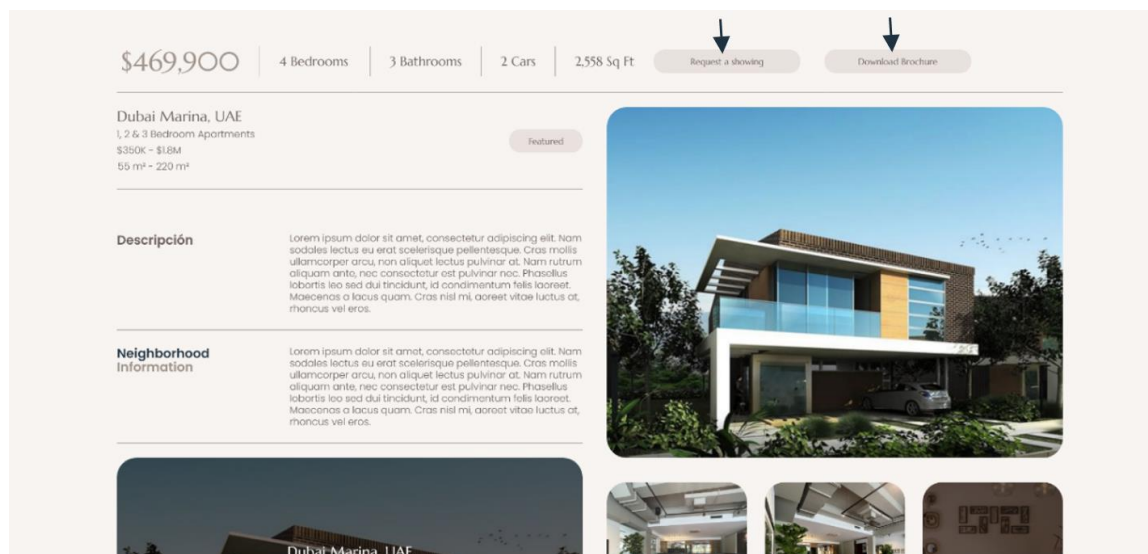 $469,900
4 Bedrooms
3 Bathrooms
2 Cars
2,558 Sq Ft
Request a showing
Download Brochure
Dubai Marina, UAE
1, 2 & 3 Bedroom Apartments
$350K - $1.8M
55 m² - 220 m²
Featured
Descripción
Lorem ipsum dolor sit amet, consectetur adipiscing elit. Nam
sodales lectus eu erat scelerisque pellentesque. Cras mollis
ullamcorper arcu, non aliquet lectus pulvinar at. Nam rutrum
aliquam ante, nec consectetur est pulvinar nec. Phasellus
lobortis leo sed dui tincidunt, id condimentum felis laoreet.
Maecenas a lacus quam. Cras nisl mi, aoreet vitae luctus at,
rhoncus vel eros.
Neighborhood
Information
Lorem ipsum dolor sit amet, consectetur adipiscing elit. Nam
sodales lectus eu erat scelerisque pellentesque. Cras mollis
ullamcorper arcu, non aliquet lectus pulvinar at. Nam rutrum
aliquam ante, nec consectetur est pulvinar nec. Phasellus
lobortis leo sed dui tincidunt, id condimentum felis laoreet.
Maecenas a lacus quam. Cras nisl mi, aoreet vitae luctus at,
rhoncus vel eros.
Dubai Marina, UAE